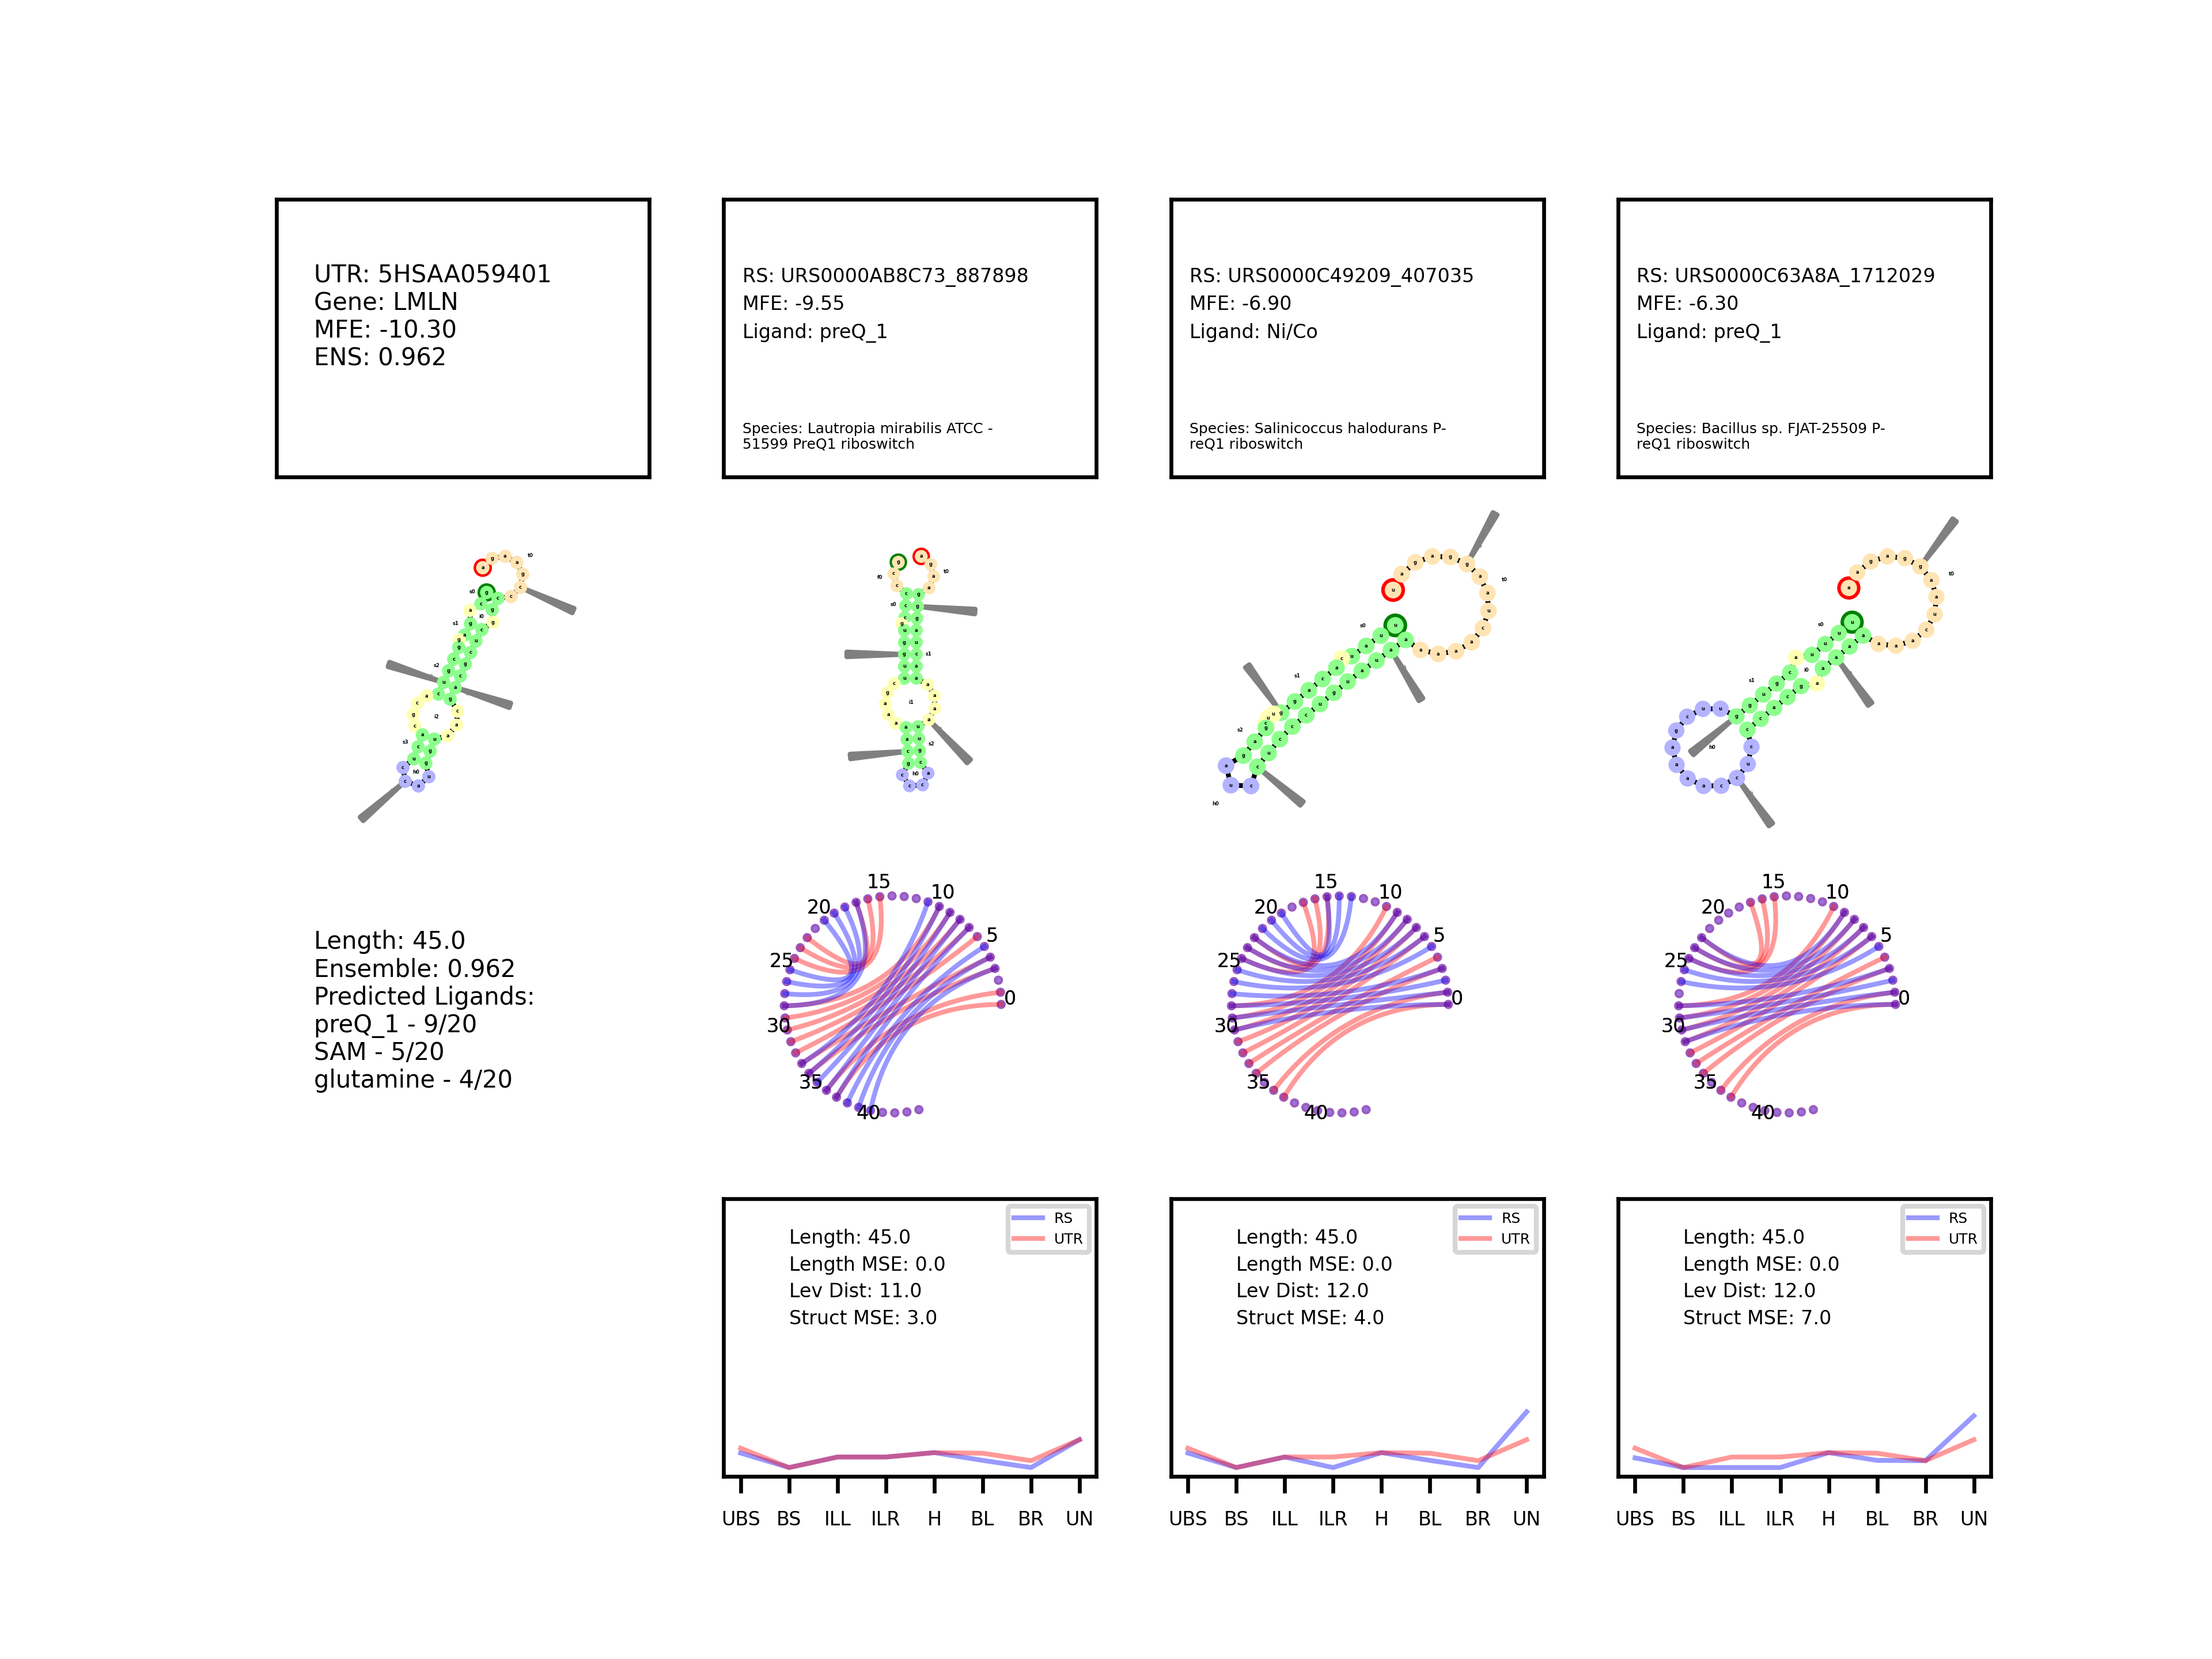 UTR: 5HSAA059401
Gene: LMLN
MFE: -10.30
ENS: 0.962
RS: URS0000AB8C73_887898
MFE: -9.55
Ligand: preQ_1
Species: Lautropia mirabilis ATCC -
51599 PreQ1 riboswitch
RS: URS0000C49209_407035
MFE: -6.90
Ligand: Ni/Co
Species: Salinicoccus halodurans P-
reQ1 riboswitch
RS: URS0000C63A8A_1712029
MFE: -6.30
Ligand: preQ_1
Species: Bacillus sp. FJAT-25509 P-
reQ1 riboswitch
Length: 45.0
Ensemble: 0.962
Predicted Ligands:
preQ_1 - 9/20
SAM - 5/20
glutamine - 4/20
0
5
10
15
20
25
30
35
40
0
5
10
15
20
25
30
35
40
0
5
10
15
20
25
30
35
40
RS
UTR
Length: 45.0
Length MSE: 0.0
Lev Dist: 11.0
Struct MSE: 3.0
UBS BS ILL ILR H BL BR UN
RS
UTR
Length: 45.0
Length MSE: 0.0
Lev Dist: 12.0
Struct MSE: 4.0
UBS BS ILL ILR H BL BR UN
RS
UTR
Length: 45.0
Length MSE: 0.0
Lev Dist: 12.0
Struct MSE: 7.0
UBS BS ILL ILR H BL BR UN